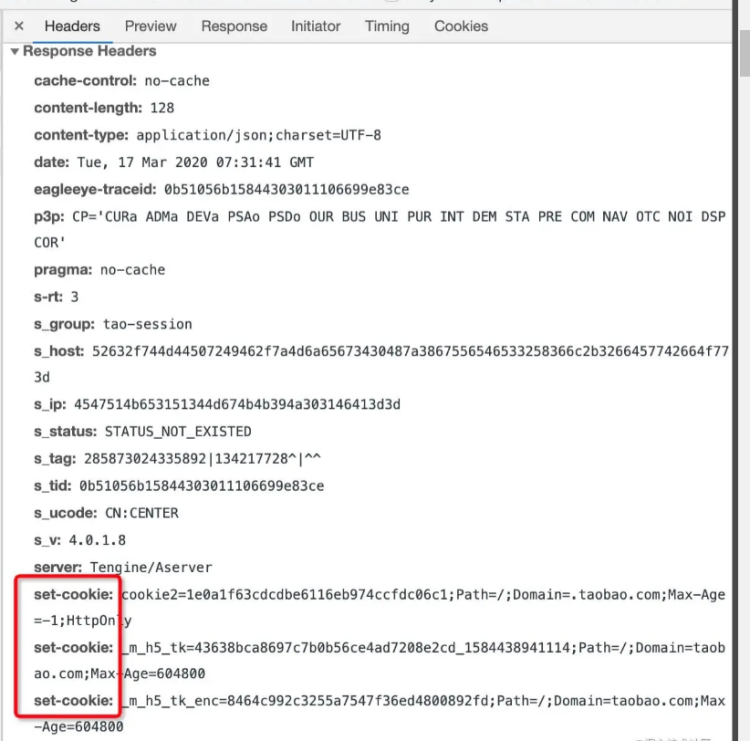 × Headers Preview Response Initiator Timing Cookies
▼Response Headers
cache-control: no-cache
content-length: 128
content-type: application/json;charset=UTF-8
date: Tue, 17 Mar 2020 07:31:41 GMT
eagleeye-traceid: 0b51056b15844303011106699e83ce
p3p: CP='CURa ADMa DEVa PSAo PSDo OUR BUS UNI PUR INT DEM STA PRE COM NAV OTC NOI DSP
COR'
pragma: no-cache
s-rt: 3
s_group: tao-session
s_host: 52632f744d44507249462f7a4d6a65673430487a3867556546533258366c2b3266457742664f77
3d
s_ip: 4547514b653151344d674b4b394a303146413d3d
s_status: STATUS_NOT_EXISTED
s_tag: 285873024335892|134217728^|^^
s_tid: 0b51056b15844303011106699e83ce
s_ucode: CN:CENTER
s_v: 4.0.1.8
server: Tengine/Aserver
set-cookie: cookie2=1e0a1f63cdcdbe6116eb974ccfdc06c1;Path=/;Domain=.taobao.com;Max-Age
=-1;HttpOnly
set-cookie: _m_h5_tk=43638bca8697c7b0b56ce4ad7208e2cd_1584438941114;Path=/;Domain=taob
ao.com;Max-Age=604800
set-cookie: _m_h5_tk_enc=8464c992c3255a7547f36ed4800892fd;Path=/;Domain=taobao.com;Max
-Age=604800